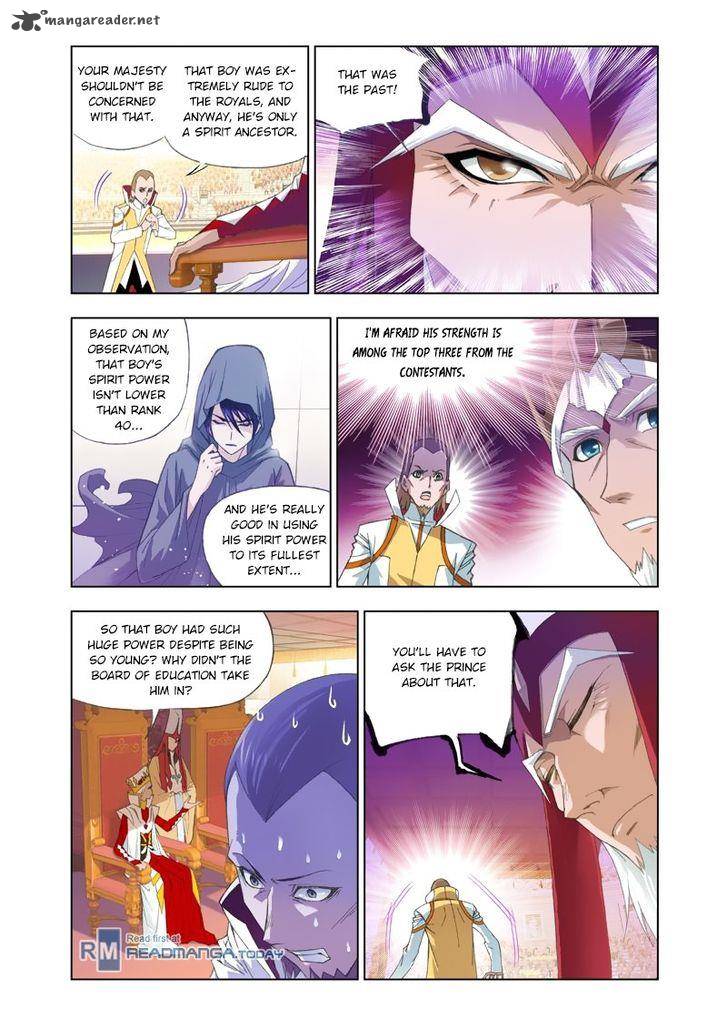 mangareader.net
YOUR MAJESTY
SHOULDN'T BE
CONCERNED
WITH THAT.
THAT BOY WAS EX-
TREMELY RUDE TO
THE ROYALS, AND
ANYWAY, HE'S ONLY
A SPIRIT ANCESTOR.
THAT WAS
THE PAST!
BASED ON MY
OBSERVATION,
THAT BOY'S
SPIRIT POWER
ISN'T LOWER
THAN RANK
40...
AND HE'S REALLY
GOOD IN USING
HIS SPIRIT POWER
TO ITS FULLEST
EXTENT...
I'M AFRAID HIS STRENGTH IS
AMONG THE TOP THREE FROM THE
CONTESTANTS.
SO THAT BOY HAD SUCH
HUGE POWER DESPITE BEING
SO YOUNG? WHY DIDN'T THE
BOARD OF EDUCATION TAKE
HIM IN?
YOU'LL HAVE TO
ASK THE PRINCE
ABOUT THAT.
RM
Read first at
READMANGA.TODAY